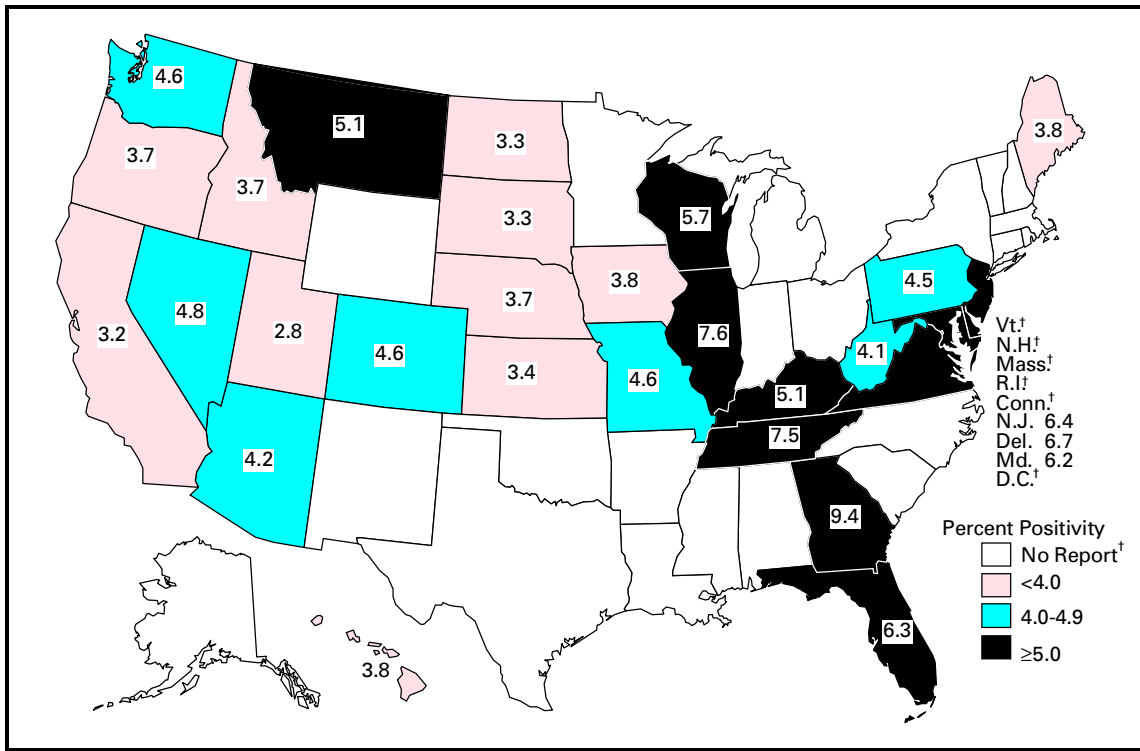 4.6
5.1
3.3
3.8
3.7
3.7
3.3
5.7
3.8
4.5
4.8
3.7
3.2
2.8
7.6
4.6
3.4
4.6
4.1
5.1
7.5
4.2
9.4
6.3
3.8
Vt.†
N.H.†
Mass.†
R.I†
Conn.†
N.J. 6.4
Del. 6.7
Md. 6.2
D.C.†
Percent Positivity
No Report†
<4.0
4.0-4.9
≥5.0